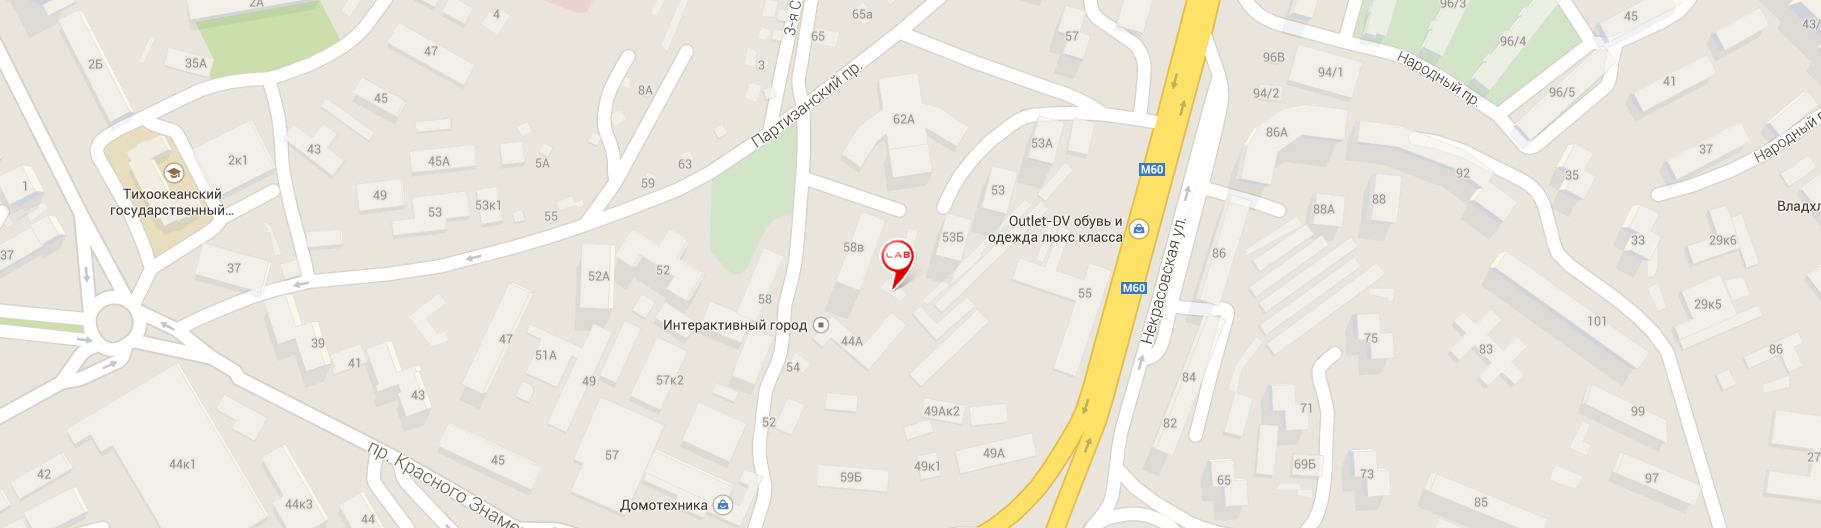 2А
4
65а
65
57
3-я С
47
3
2Б
35А
45
8А
Партизанский пр.
62А
53А
43
45А
5А
63
59
2к1
1
Тихоокеанский
государственный...
49
53
53к1
55
53
Outlet-DV обувь и
одежда люкс класса
M60
M60
37
37
52А
52
58
58в
LAB
53Б
55
Интерактивный город
44А
54
39
41
43
47
51А
49
57к2
52
45
57
Домотехника
59Б
49к1
49Ак2
49А
44к1
44к3
44
42
пр. Красного Знаме
Некрасовская ул.
96/3
96/4
45
96В
94/1
94/2
Народный пр.
96/5
41
86А
92
37
Народный п
35
88
88А
86
33
Владхл
29к6
29к5
101
75
83
86
84
82
71
69Б
65
73
99
97
85
27